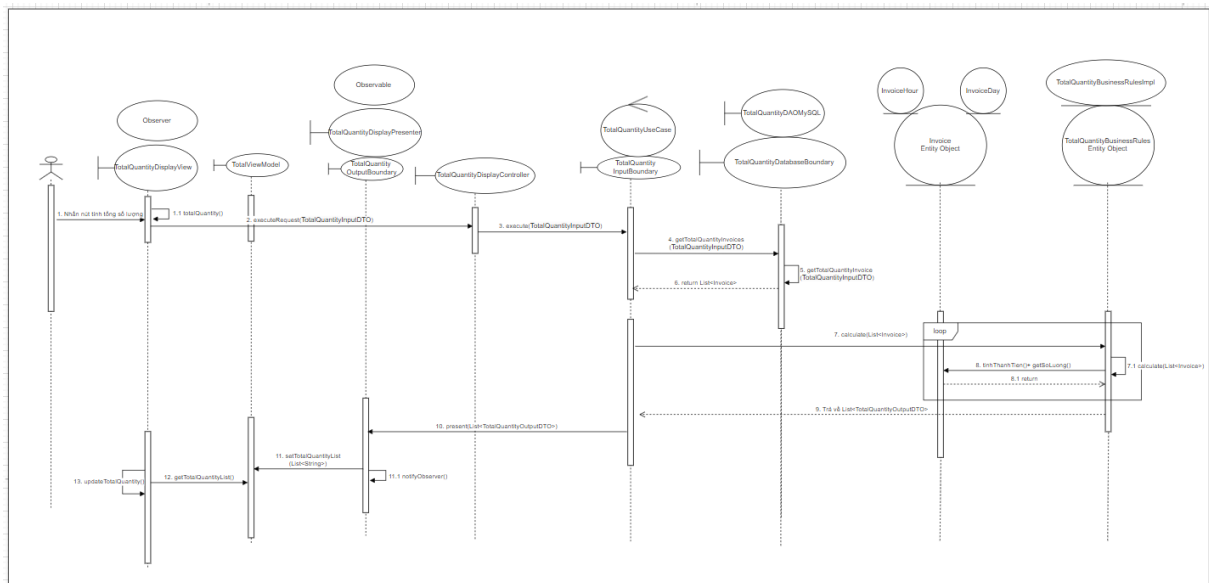 Observable
Observer
InvoiceHour
InvoiceDay
TotalQuantityBusinessRulesImpl
TotalQuantityDisplayPresenter
TotalQuantityUseCase
TotalQuantityDAOMySQL
Invoice
Entity Object
TotalQuantityBusinessRules
Entity Object
TotalQuantityDisplayView
TotalViewModel
TotalQuantity
OutputBoundary
TotalQuantityDisplayController
TotalQuantity
InputBoundary
TotalQuantityDatabaseBoundary
1. Nhấn nút tính tổng số lượng
1.1 totalQuantity()
2. executeRequest(TotalQuantityInputDTO)
3. execute(TotalQuantityInputDTO)
4. getTotalQuantityInvoices
(TotalQuantityInputDTO)
5. getTotalQuantityInvoice
(TotalQuantityInputDTO)
6. return List<Invoice>
loop
7. calculate(List<Invoice>)
7.1 calculate(List<Invoice>)
8. tinhThanhTien()+ getSoLuong()
8.1 return
9. Trả về List<TotalQuantityOutputDTO>
10. present(List<TotalQuantityOutputDTO>)
11. setTotalQuantityList
(List<String>)
11.1 notifyObserver()
12. getTotalQuantityList()
13. updateTotalQuantity()